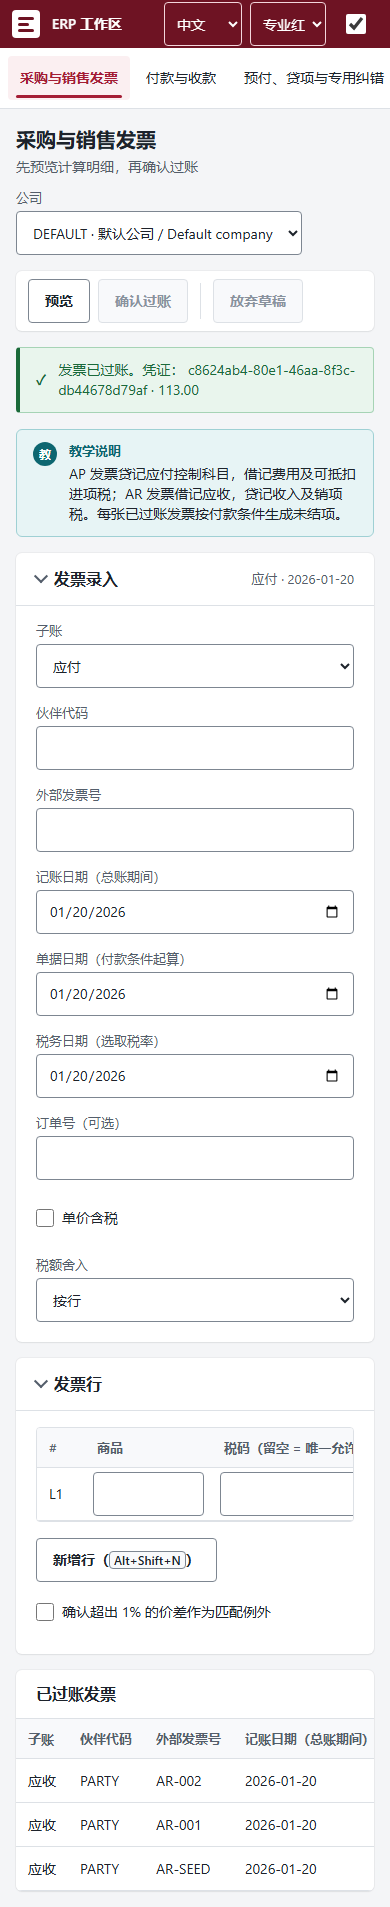 ERP 工作区
中文
专业红
采购与销售发票
付款与收款
预付、贷项与专用纠错
采购与销售发票
先预览计算明细，再确认过账
公司
DEFAULT · 默认公司 / Default company
预览
确认过账
放弃草稿
✓ 发票已过账。凭证： c8624ab4-80e1-46aa-8f3c-
db44678d79af · 113.00
教
教学说明
AP 发票贷记应付控制科目，借记费用及可抵扣
进项税；AR 发票借记应收，贷记收入及销项
税。每张已过账发票按付款条件生成未结项。
发票录入
应付 · 2026-01-20
子账
应付
伙伴代码
外部发票号
记账日期（总账期间）
01/20/2026
单据日期（付款条件起算）
01/20/2026
税务日期（选取税率）
01/20/2026
订单号（可选）
单价含税
税额舍入
按行
发票行
# 商品 税码（留空 = 唯一允许
L1
新增行（Alt+Shift+N）
确认超出 1% 的价差作为匹配例外
已过账发票
子账 伙伴代码 外部发票号 记账日期（总账期间）
应收 PARTY AR-002 2026-01-20
应收 PARTY AR-001 2026-01-20
应收 PARTY AR-SEED 2026-01-20